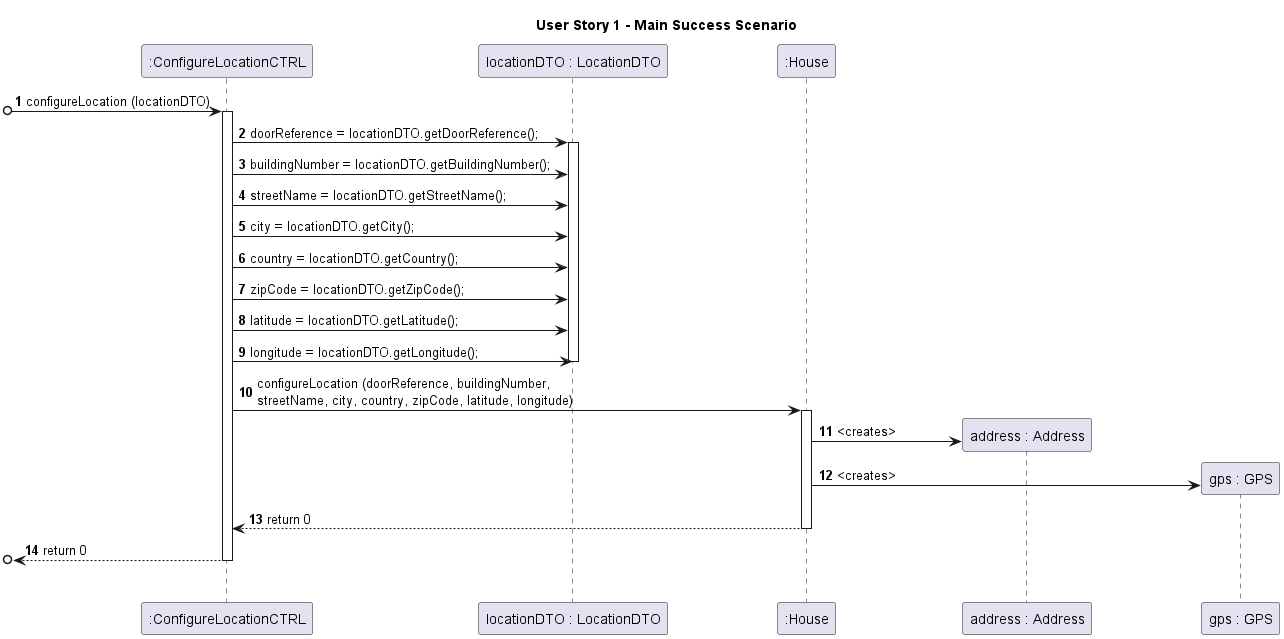 User Story 1 - Main Success Scenario
:ConfigureLocationCTRL
locationDTO : LocationDTO
:House
1 configureLocation (locationDTO)
2 doorReference = locationDTO.getDoorReference();
3 buildingNumber = locationDTO.getBuildingNumber();
4 streetName = locationDTO.getStreetName();
5 city = locationDTO.getCity();
6 country = locationDTO.getCountry();
7 zipCode = locationDTO.getZipCode();
8 latitude = locationDTO.getLatitude();
9 longitude = locationDTO.getLongitude();
10 configureLocation (doorReference, buildingNumber,
streetName, city, country, zipCode, latitude, longitude)
11 <creates>
address : Address
12 <creates>
gps : GPS
13 return 0
14 return 0
:ConfigureLocationCTRL
locationDTO : LocationDTO
:House
address : Address
gps : GPS